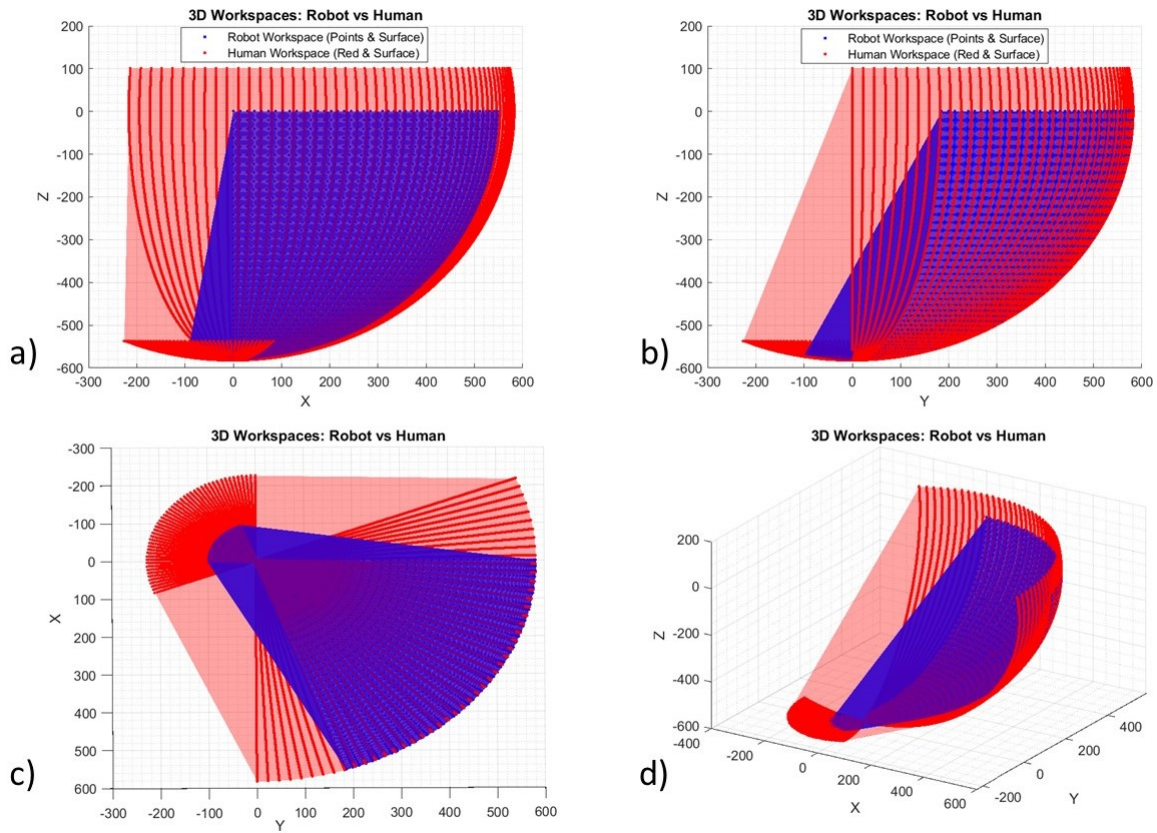 3D Workspaces: Robot vs Human
200
Robot Workspace (Points & Surface)
Human Workspace (Red & Surface)
100
0
-100
-200
-300
-400
-500
-600
Z
-300 -200 -100 0 100 200 300 400 500 600
X
a)
3D Workspaces: Robot vs Human
200
Robot Workspace (Points & Surface)
Human Workspace (Red & Surface)
100
0
-100
-200
-300
-400
-500
-600
Z
-300 -200 -100 0 100 200 300 400 500 600
Y
b)
3D Workspaces: Robot vs Human
-300
-200
-100
0
100
200
300
400
500
600
X
-300 -200 -100 0 100 200 300 400 500 600
Y
c)
3D Workspaces: Robot vs Human
200
0
-200
-400
-600
Z
-400 -200 0 200 400 600
X
-200 0 200 400
Y
d)